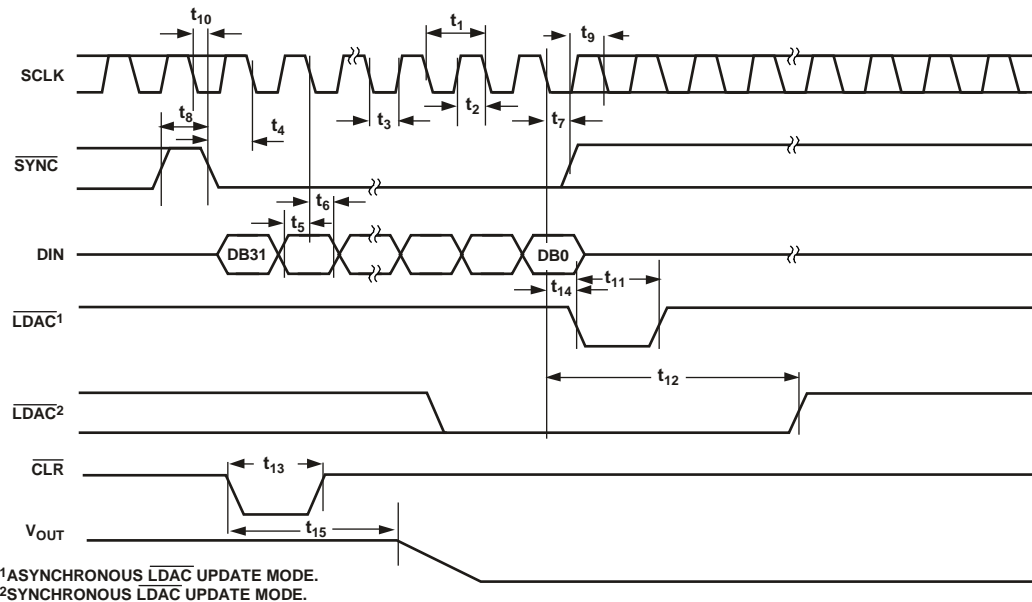 t10 t1 t9
SCLK
t8 t4 t3 t2 t7
SYNC
t6
t5
DIN DB31 DB0
t14 t11
LDAC1
t12
LDAC2
CLR t13
t15
VOUT
1ASYNCHRONOUS LDAC UPDATE MODE.
2SYNCHRONOUS LDAC UPDATE MODE.